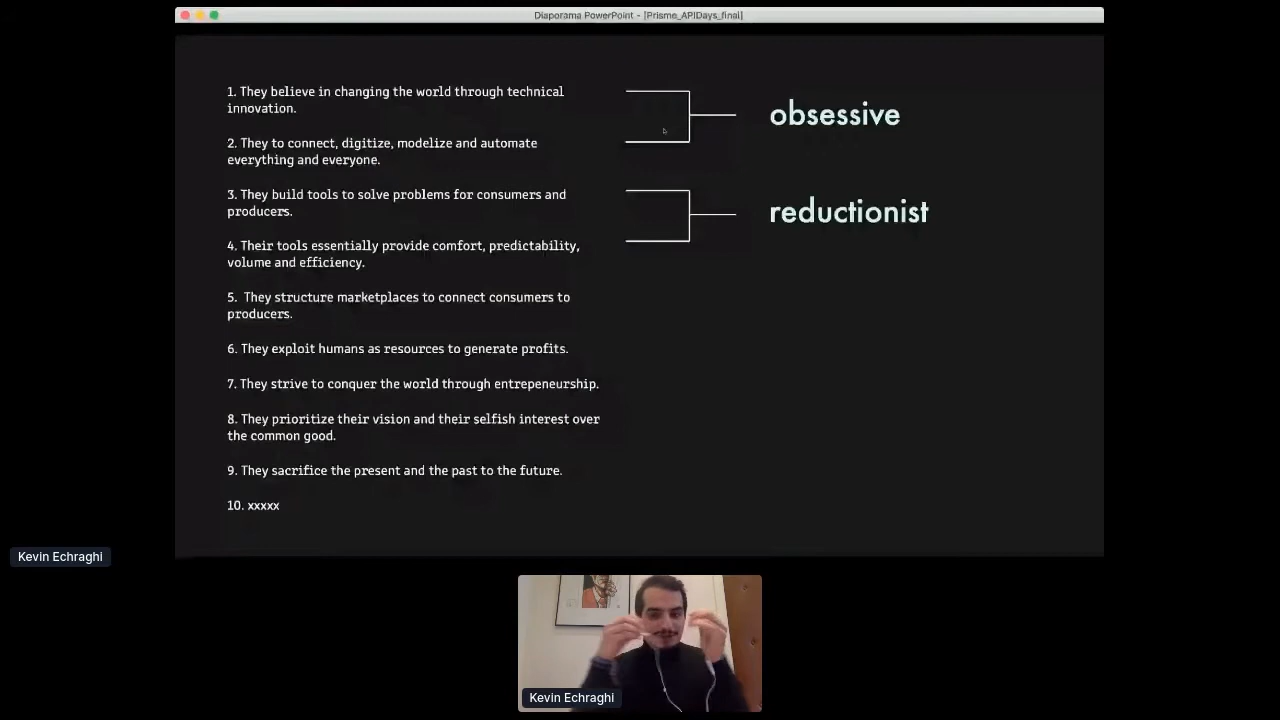 Diaporama PowerPoint - [Prisme_APIDays_final]
1. They believe in changing the world through technical
innovation.
2. They to connect, digitize, modelize and automate
everything and everyone.
3. They build tools to solve problems for consumers and
producers.
4. Their tools essentially provide comfort, predictability,
volume and efficiency.
5.  They structure marketplaces to connect consumers to
producers.
6. They exploit humans as resources to generate profits.
7. They strive to conquer the world through entrepeneurship.
8. They prioritize their vision and their selfish interest over
the common good.
9. They sacrifice the present and the past to the future.
10. xxxxx
obsessive
reductionist
Kevin Echraghi
Kevin Echraghi